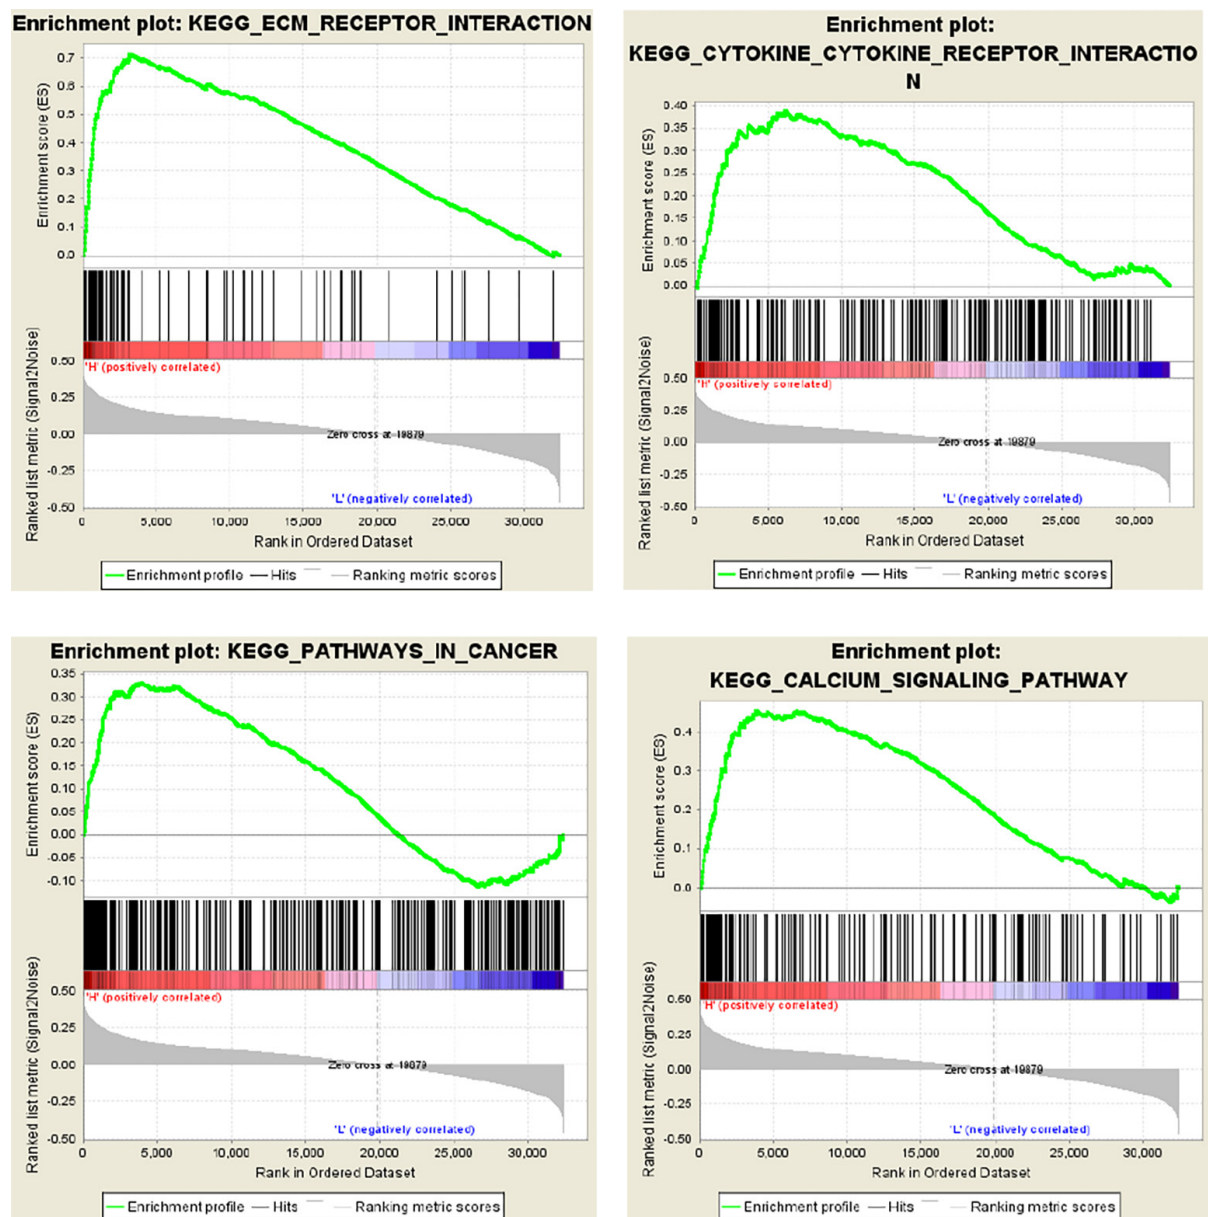 Enrichment plot: KEGG_ECM_RECEPTOR_INTERACTION
Enrichment score (ES)
0.7
0.6
0.5
0.4
0.3
0.2
0.1
0.0
Ranked list metric (Signal2Noise)
'H' (positively correlated)
0.50
0.25
0.00
-0.25
-0.50
Zero cross at 19879
'L' (negatively correlated)
0 5,000 10,000 15,000 20,000 25,000 30,000
Rank in Ordered Dataset
Enrichment profile Hits Ranking metric scores
Enrichment plot:
KEGG_CYTOKINE_CYTOKINE_RECEPTOR_INTERACTIO
N
Enrichment score (ES)
0.40
0.35
0.30
0.25
0.20
0.15
0.10
0.05
0.00
Ranked list metric (Signal2Noise)
'H' (positively correlated)
0.50
0.25
0.00
-0.25
-0.50
Zero cross at 19879
'L' (negatively correlated)
0 5,000 10,000 15,000 20,000 25,000 30,000
Rank in Ordered Dataset
Enrichment profile Hits Ranking metric scores
Enrichment plot: KEGG_PATHWAYS_IN_CANCER
Enrichment score (ES)
0.35
0.30
0.25
0.20
0.15
0.10
0.05
0.00
-0.05
-0.10
Ranked list metric (Signal2Noise)
'H' (positively correlated)
0.50
0.25
0.00
-0.25
-0.50
Zero cross at 19879
'L' (negatively correlated)
0 5,000 10,000 15,000 20,000 25,000 30,000
Rank in Ordered Dataset
Enrichment profile Hits Ranking metric scores
Enrichment plot:
KEGG_CALCIUM_SIGNALING_PATHWAY
Enrichment score (ES)
0.4
0.3
0.2
0.1
0.0
Ranked list metric (Signal2Noise)
'H' (positively correlated)
0.50
0.25
0.00
-0.25
-0.50
Zero cross at 19879
'L' (negatively correlated)
0 5,000 10,000 15,000 20,000 25,000 30,000
Rank in Ordered Dataset
Enrichment profile Hits Ranking metric scores